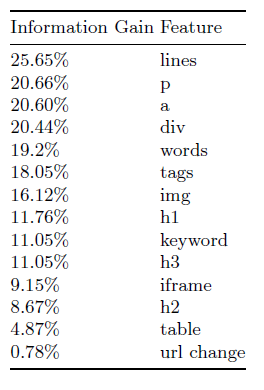 Information Gain Feature
25.65% lines
20.66% p
20.60% a
20.44% div
19.2% words
18.05% tags
16.12% img
11.76% h1
11.05% keyword
11.05% h3
9.15% iframe
8.67% h2
4.87% table
0.78% url change